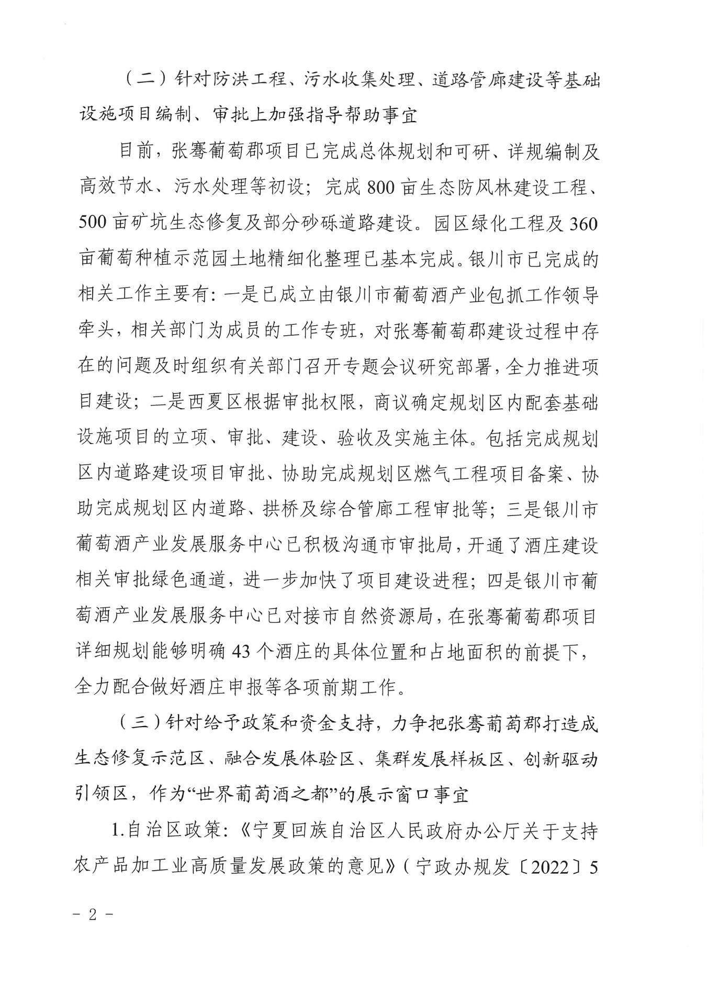 （二）针对防洪工程、污水收集处理、道路管廊建设等基础
设施项目编制、审批上加强指导帮助事宜
目前，张骞葡萄郡项目已完成总体规划和可研、详规编制及
高效节水、污水处理等初设；完成 800 亩生态防风林建设工程、
500 亩矿坑生态修复及部分砂砾道路建设。园区绿化工程及 360
亩葡萄种植示范园土地精细化整理已基本完成。银川市已完成的
相关工作主要有：一是已成立由银川市葡萄酒产业包抓工作领导
牵头，相关部门为成员的工作专班，对张骞葡萄郡建设过程中存
在的问题及时组织有关部门召开专题会议研究部署，全力推进项
目建设；二是西夏区根据审批权限，商议确定规划区内配套基础
设施项目的立项、审批、建设、验收及实施主体。包括完成规划
区内道路建设项目审批、协助完成规划区燃气工程项目备案、协
助完成规划区内道路、拱桥及综合管廊工程审批等；三是银川市
葡萄酒产业发展服务中心已积极沟通市审批局，开通了酒庄建设
相关审批绿色通道，进一步加快了项目建设进程；四是银川市葡
萄酒产业发展服务中心已对接市自然资源局，在张骞葡萄郡项目
详细规划能够明确 43 个酒庄的具体位置和占地面积的前提下，
全力配合做好酒庄申报等各项前期工作。
（三）针对给予政策和资金支持，力争把张骞葡萄郡打造成
生态修复示范区、融合发展体验区、集群发展样板区、创新驱动
引领区，作为“世界葡萄酒之都”的展示窗口事宜
1.自治区政策：《宁夏回族自治区人民政府办公厅关于支持
农产品加工业高质量发展政策的意见》（宁政办规发〔2022〕5
- 2 -